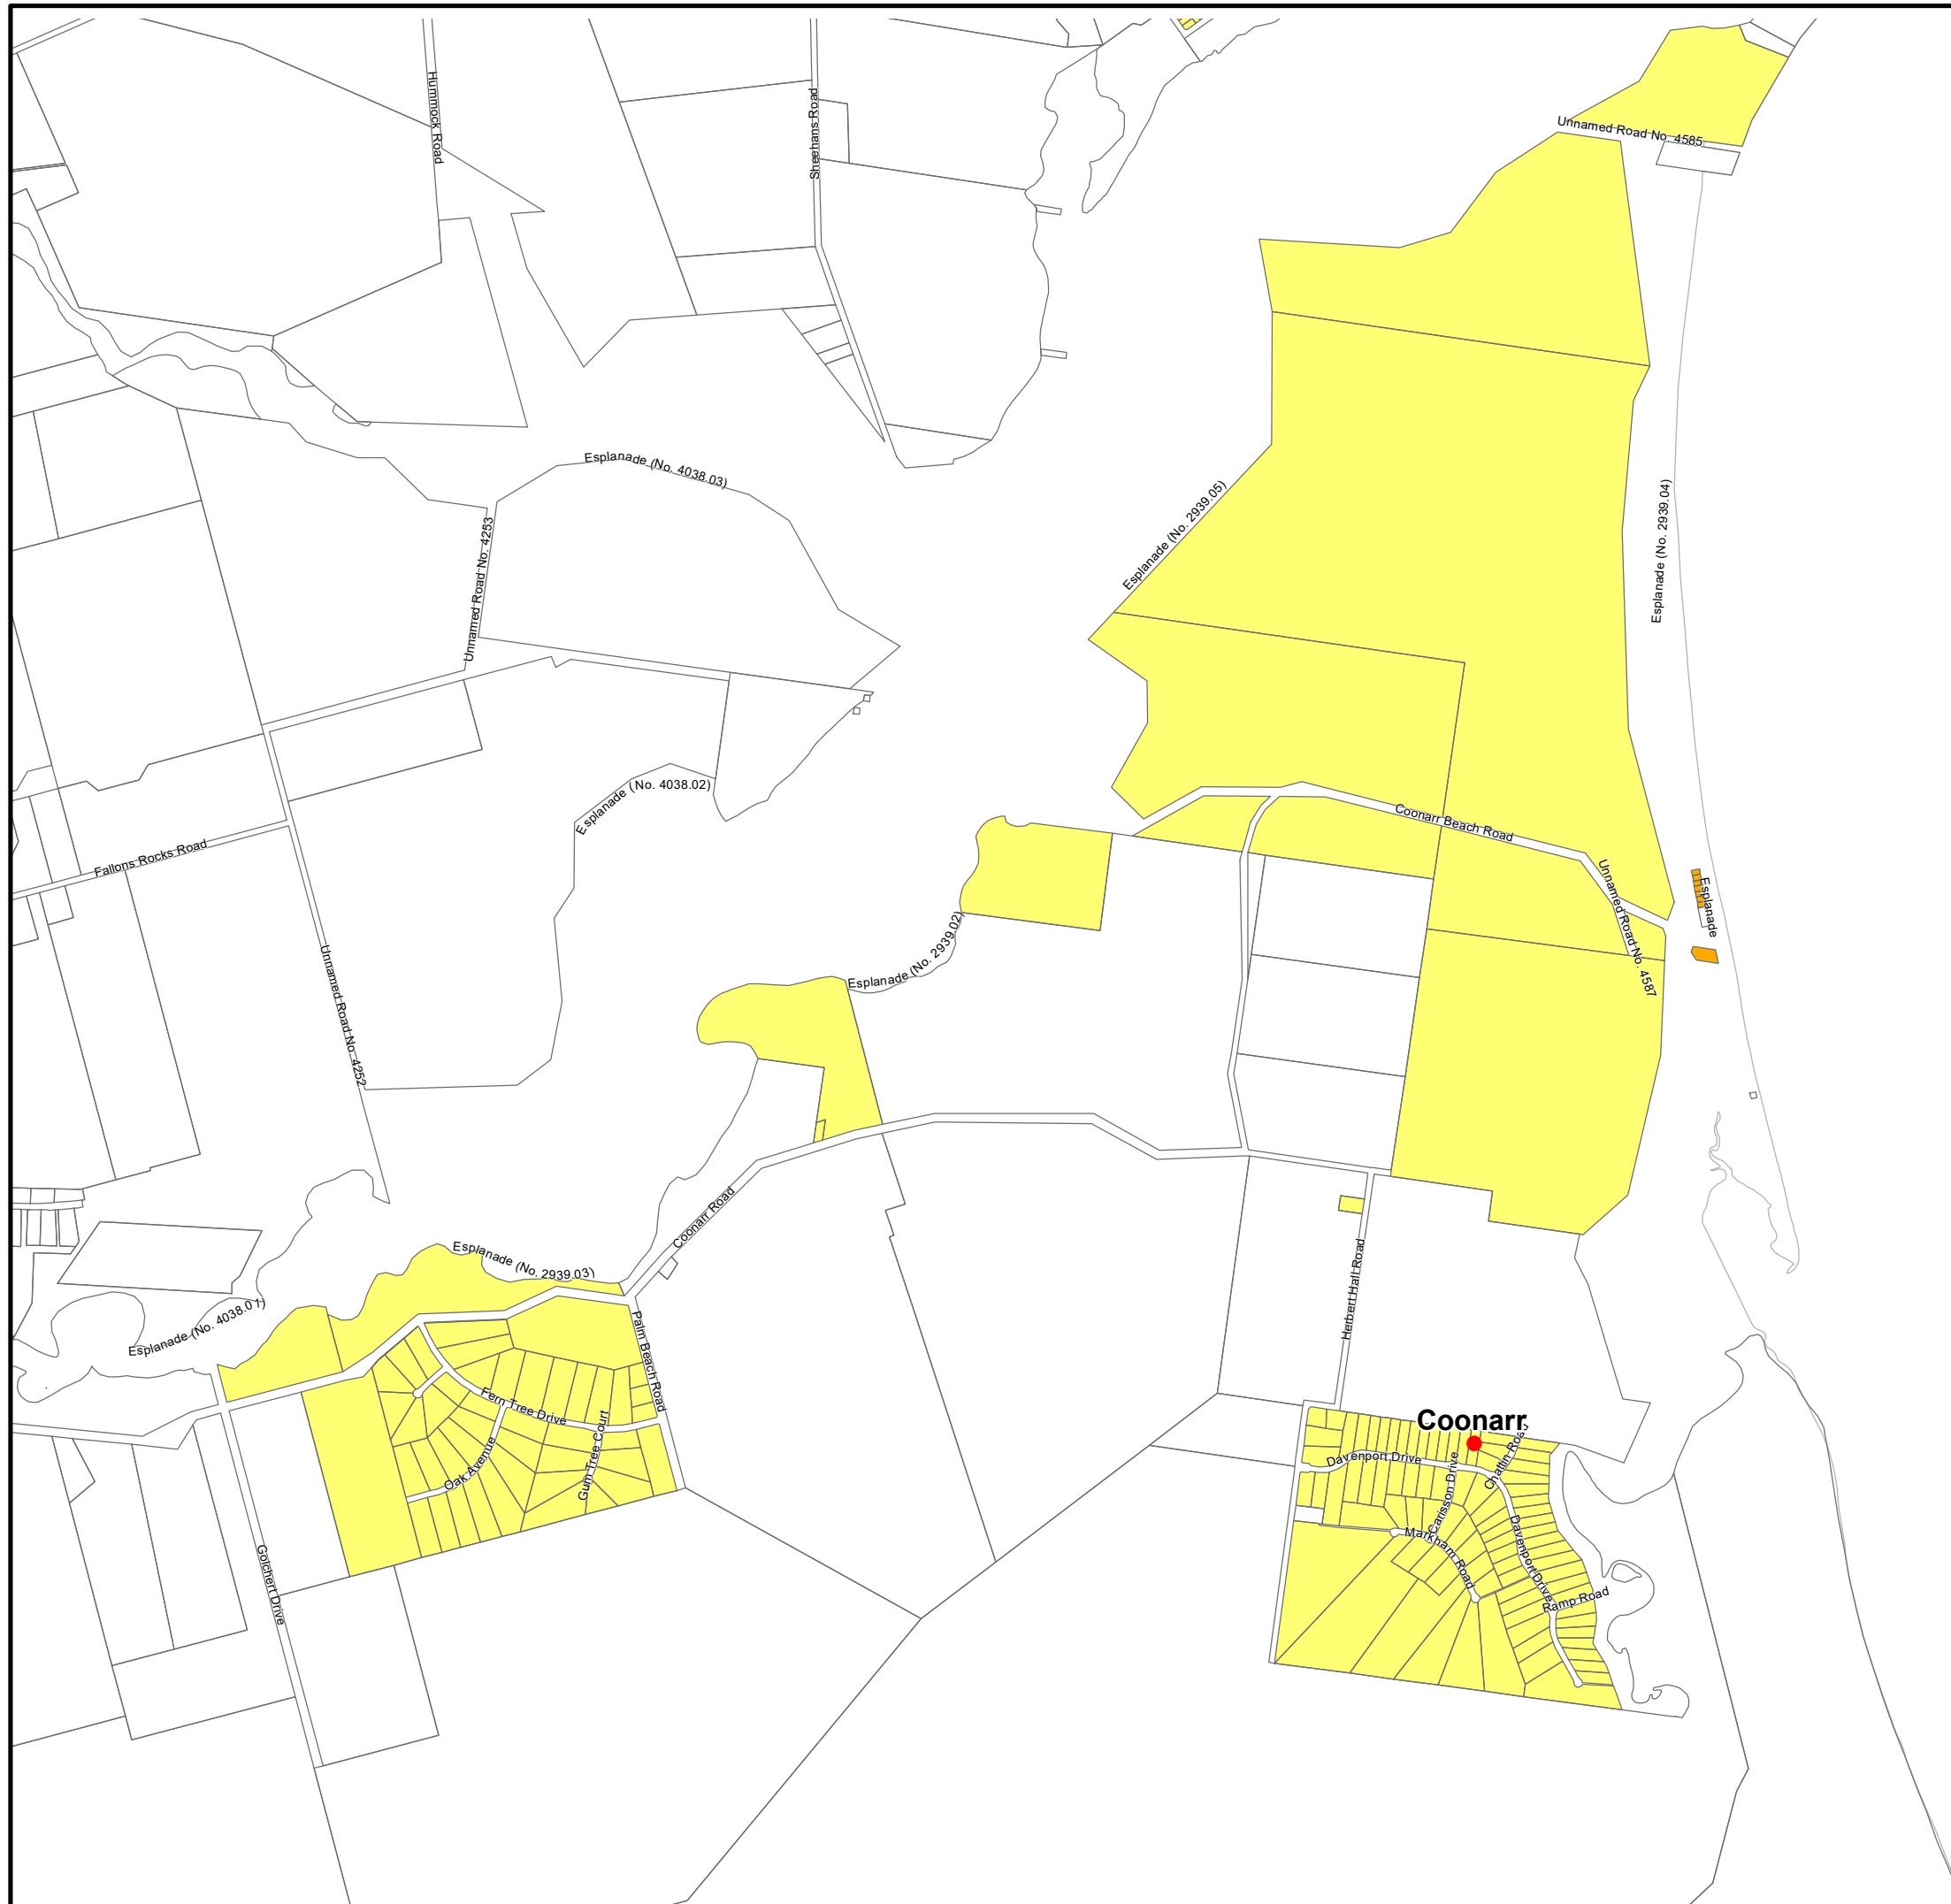 Hummock Road
Sheehans Road
Unnamed Road No. 4585
Esplanade (No. 4038.03)
Esplanade (No. 2939.05)
Esplanade (No. 2939.04)
Unnamed Road No. 4253
Esplanade (No. 4038.02)
Coonarr Beach Road
Fallons Rocks Road
Unnamed Road No. 4587
Esplanade
Esplanade (No. 2939.02)
Unnamed Road No. 4252
Coonarr Road
Esplanade (No. 2939.03)
Herbert Hall Road
Esplanade (No. 4038.01)
Palm Beach Road
Fern Tree Drive
Gum Tree Court
Oak Avenue
Coonarr
Davenport Drive
Carisson Drive
Chatlin Road
Markham Road
Davenport Drive
Ramp Road
Golchert Drive